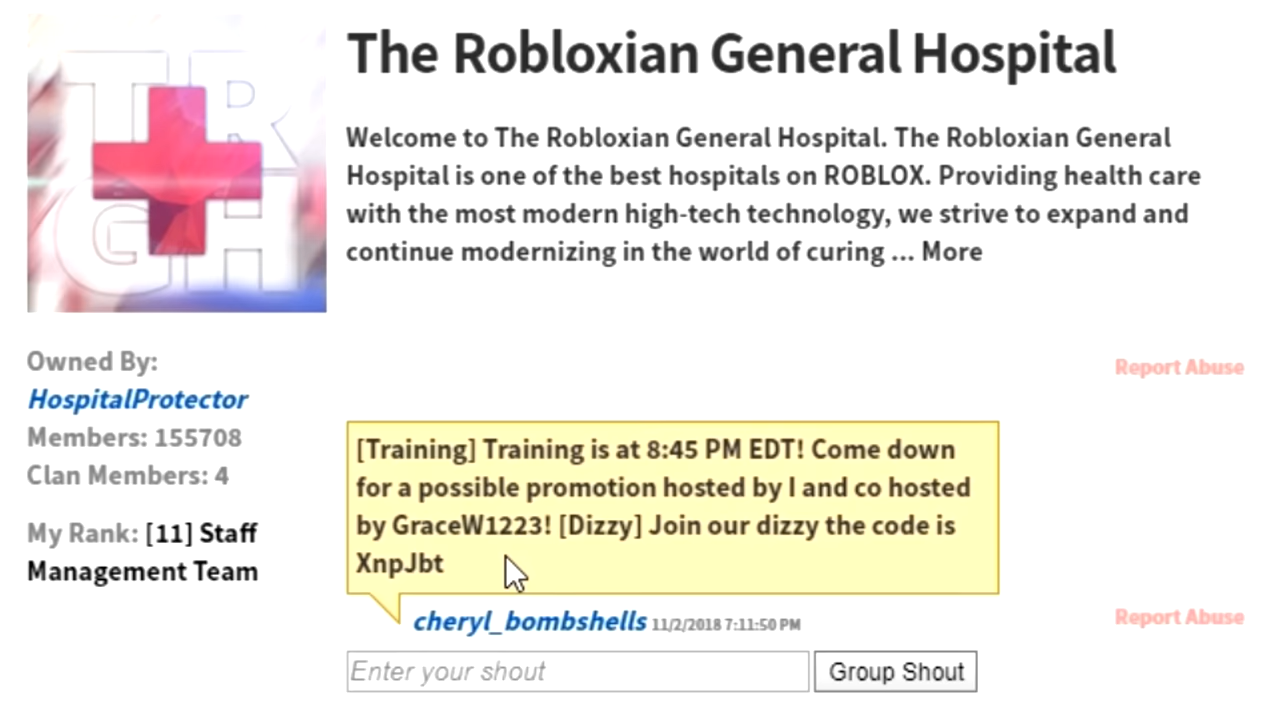 T R
G H
The Robloxian General Hospital
Welcome to The Robloxian General Hospital. The Robloxian General
Hospital is one of the best hospitals on ROBLOX. Providing health care
with the most modern high-tech technology, we strive to expand and
continue modernizing in the world of curing ... More
Owned By:
HospitalProtector
Members: 155708
Clan Members: 4
My Rank: [11] Staff
Management Team
Report Abuse
[Training] Training is at 8:45 PM EDT! Come down
for a possible promotion hosted by I and co hosted
by GraceW1223! [Dizzy] Join our dizzy the code is
XnpJbt
cheryl_bombshells 11/2/2018 7:11:50 PM
Report Abuse
Enter your shout
Group Shout